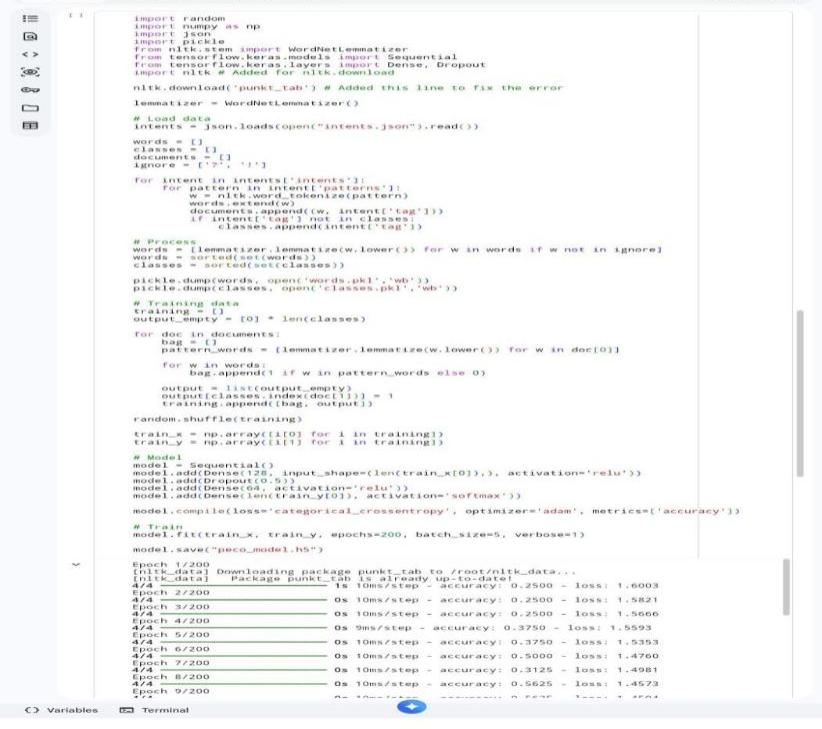 import random
import numpy as np
import json
import pickle
from nltk.stem import WordNetLemmatizer
from tensorflow.keras.models import Sequential
from tensorflow.keras.layers import Dense, Dropout
import nltk # Added for nltk.download
nltk.download('punkt_tab') # Added this line to fix the error
lemmatizer = WordNetLemmatizer()
# Load data
intents = json.loads(open("intents.json").read())
words = []
classes = []
documents = []
ignore = ['?', '!']
for intent in intents['intents']:
for pattern in intent['patterns']:
w = nltk.word_tokenize(pattern)
words.extend(w)
documents.append((w, intent['tag']))
if intent['tag'] not in classes:
classes.append(intent['tag'])
# Process
words = [lemmatizer.lemmatize(w.lower()) for w in words if w not in ignore]
words = sorted(set(words))
classes = sorted(set(classes))
pickle.dump(words, open('words.pkl','wb'))
pickle.dump(classes, open('classes.pkl','wb'))
# Training data
training = []
output_empty = [0] * len(classes)
for doc in documents:
bag = []
pattern_words = [lemmatizer.lemmatize(w.lower()) for w in doc[0]]
for w in words:
bag.append(1 if w in pattern_words else 0)
output = list(output_empty)
output[classes.index(doc[1])] = 1
training.append([bag, output])
random.shuffle(training)
train_x = np.array([i[0] for i in training])
train_y = np.array([i[1] for i in training])
# Model
model = Sequential()
model.add(Dense(128, input_shape=(len(train_x[0]),), activation='relu'))
model.add(Dropout(0.5))
model.add(Dense(64, activation='relu'))
model.add(Dense(len(train_y[0]), activation='softmax'))
model.compile(loss='categorical_crossentropy', optimizer='adam', metrics=['accuracy'])
# Train
model.fit(train_x, train_y, epochs=200, batch_size=5, verbose=1)
model.save("peco_model.h5")
Epoch 1/200
[nltk_data] Downloading package punkt_tab to /root/nltk_data...
[nltk_data] Package punkt_tab is already up-to-date!
4/4 1s 10ms/step - accuracy: 0.2500 - loss: 1.6003
Epoch 2/200
4/4 0s 10ms/step - accuracy: 0.2500 - loss: 1.5821
Epoch 3/200
4/4 0s 10ms/step - accuracy: 0.2500 - loss: 1.5666
Epoch 4/200
4/4 0s 9ms/step - accuracy: 0.3750 - loss: 1.5593
Epoch 5/200
4/4 0s 10ms/step - accuracy: 0.3750 - loss: 1.5353
Epoch 6/200
4/4 0s 10ms/step - accuracy: 0.5000 - loss: 1.4760
Epoch 7/200
4/4 0s 10ms/step - accuracy: 0.3125 - loss: 1.4981
Epoch 8/200
4/4 0s 10ms/step - accuracy: 0.5625 - loss: 1.4573
Epoch 9/200
Variables Terminal